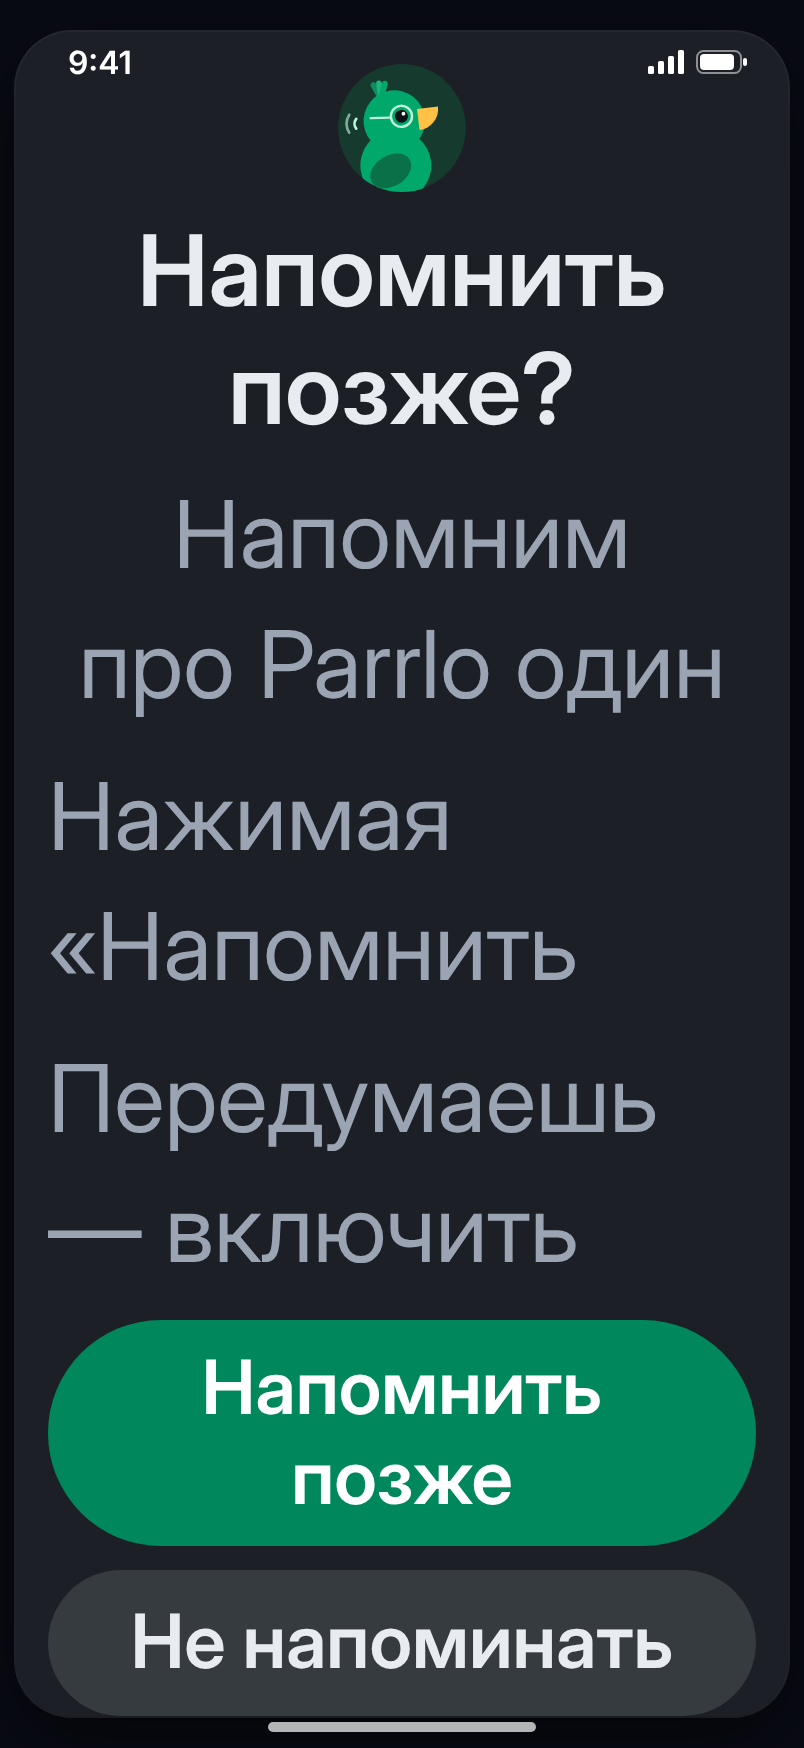 9:41
Напомнить
позже?
Напомним
про Parrlo один
Нажимая
«Напомнить
Передумаешь
— включить
Напомнить
позже
Не напоминать